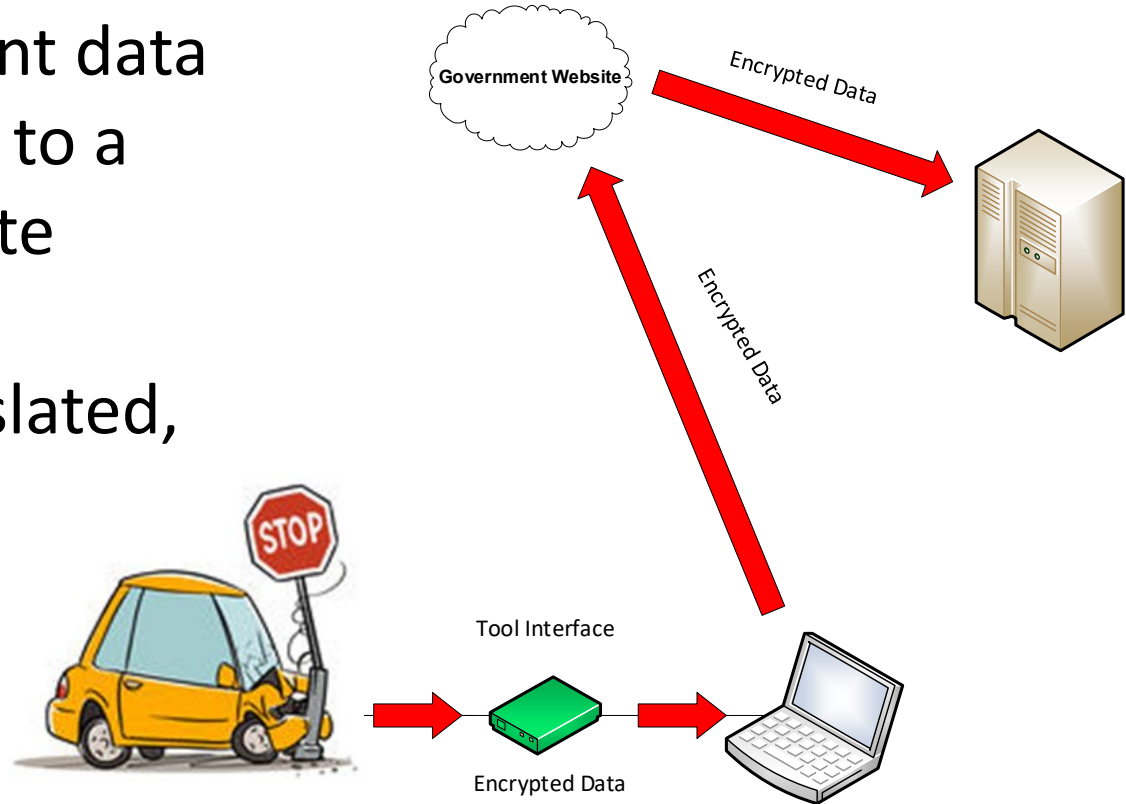 nt data
to a
te
slated,
Government Website
Encrypted Data
Encrypted Data
STOP
Tool Interface
Encrypted Data